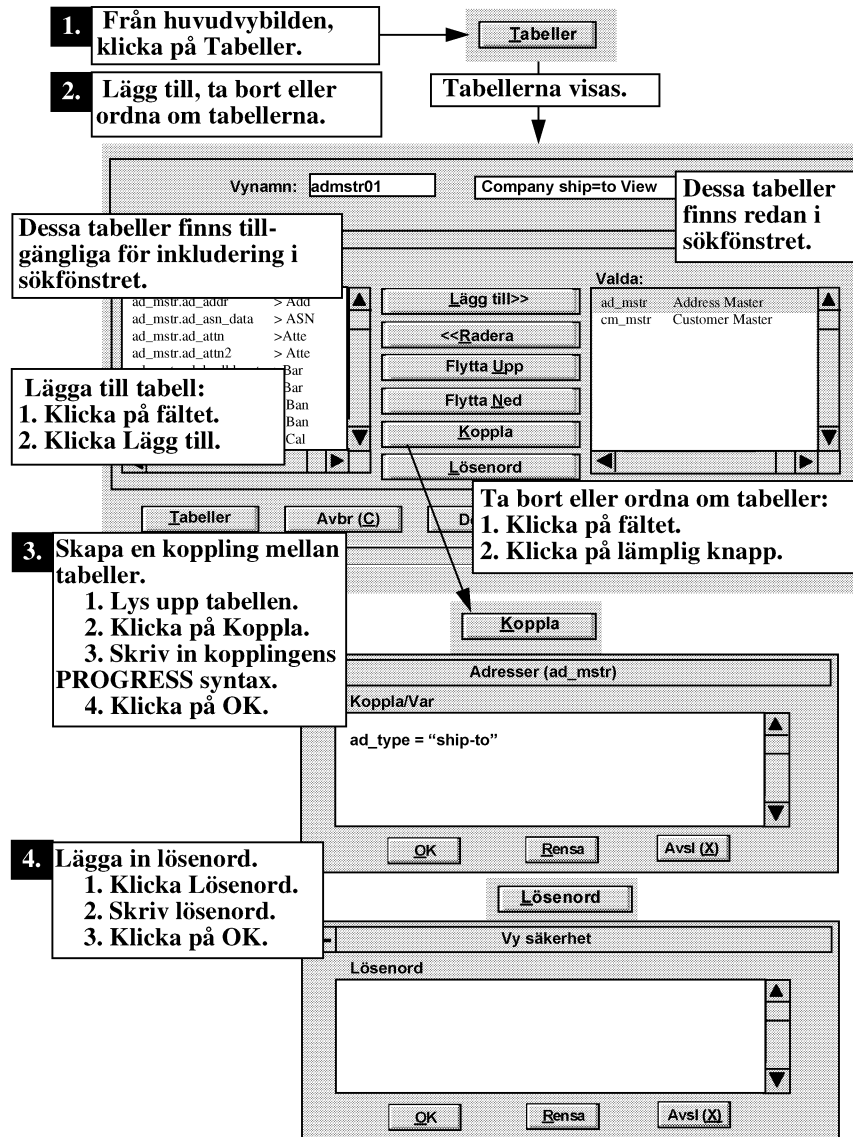 1. Från huvudvybilden,
klicka på Tabeller.
Tabeller
2. Lägg till, ta bort eller
ordna om tabellerna.
Tabellerna visas.
Vynamn: admstr01
Company ship=to View
Dessa tabeller
finns redan i
sökfönstret.
Dessa tabeller finns till-
gängliga för inkludering i
sökfönstret.
Valda:
ad_mstr.ad_addr > Add
ad_mstr.ad_asn_data > ASN
ad_mstr.ad_attn >Atte
ad_mstr.ad_attn2 > Atte
Bar
Bar
Ban
Ban
Cal
Lägg till>>
<<Radera
Flytta Upp
Flytta Ned
Koppla
Lösenord
ad_mstr Address Master
cm_mstr Customer Master
Lägga till tabell:
1. Klicka på fältet.
2. Klicka Lägg till.
Ta bort eller ordna om tabeller:
1. Klicka på fältet.
2. Klicka på lämplig knapp.
Tabeller
Avbr (C)
3. Skapa en koppling mellan
tabeller.
1. Lys upp tabellen.
2. Klicka på Koppla.
3. Skriv in kopplingens
PROGRESS syntax.
4. Klicka på OK.
Koppla
Adresser (ad_mstr)
Koppla/Var
ad_type = “ship-to”
OK
Rensa
Avsl (X)
4. Lägga in lösenord.
1. Klicka Lösenord.
2. Skriv lösenord.
3. Klicka på OK.
Lösenord
Vy säkerhet
Lösenord
OK
Rensa
Avsl (X)